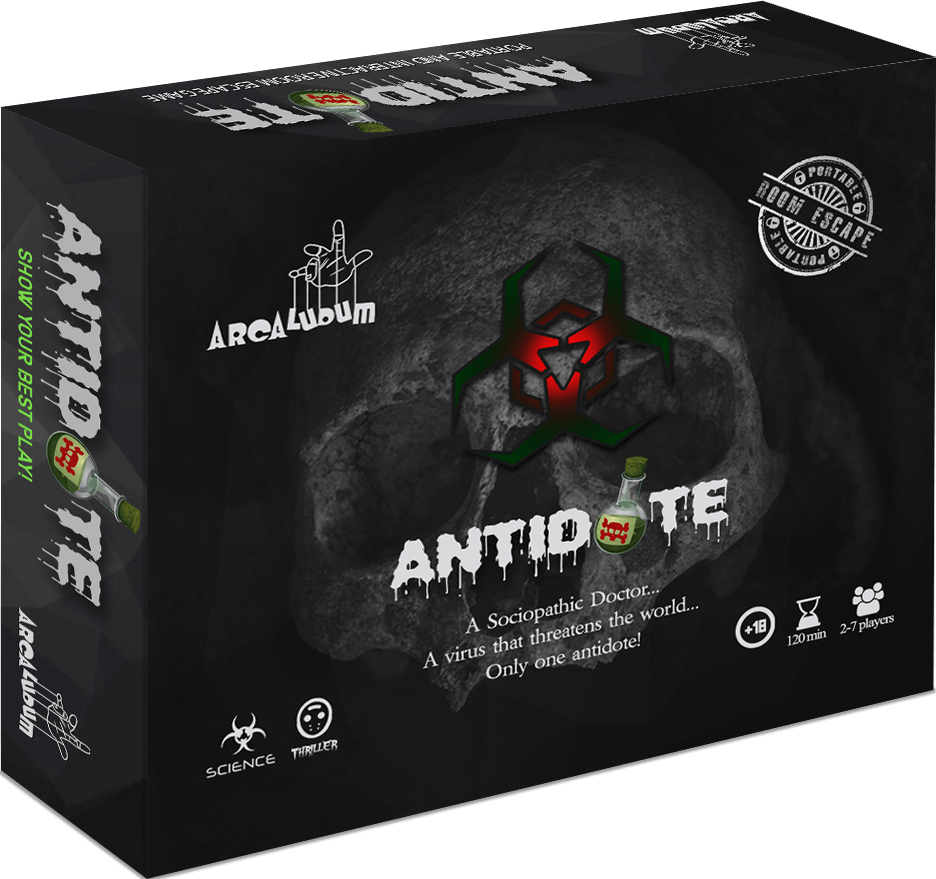 ARCALUDUM
PORTABLE AND INTERACTIVE ROOM ESCAPE GAME
ANTIDOTE
ANTIDOTE
SHOW YOUR BEST PLAY!
ARCALUDUM
ARCALUDUM
PORTABLE
ROOM ESCAPE
PORTABLE
ANTIDOTE
A Sociopathic Doctor...
A virus that threatens the world...
Only one antidote!
+18
120 min
2-7 players
SCIENCE
THRILLER